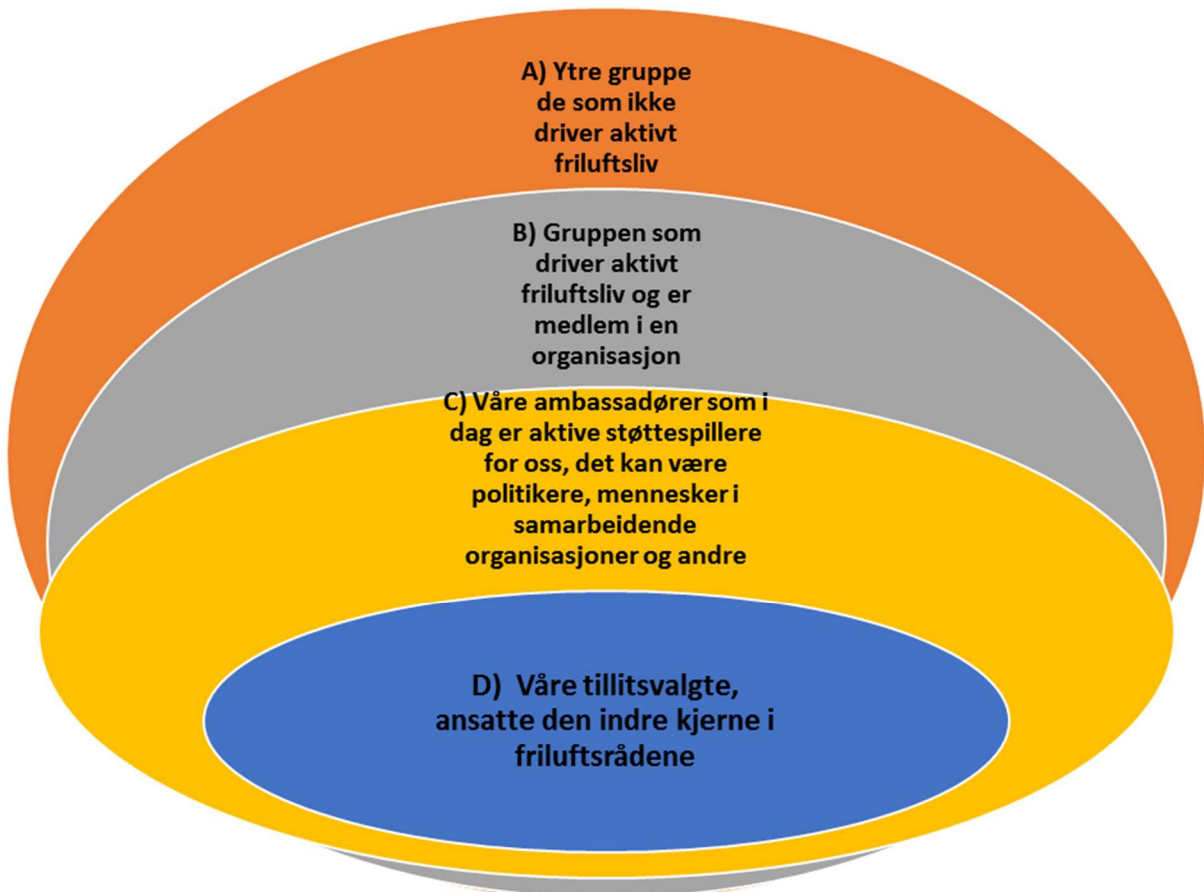 A) Ytre gruppe
de som ikke
driver aktivt
friluftsliv
B) Gruppen som
driver aktivt
friluftsliv og er
medlem i en
organisasjon
C) Våre ambassadører som i
dag er aktive støttespillere
for oss, det kan være
politikere, mennesker i
samarbeidende
organisasjoner og andre
D) Våre tillitsvalgte,
ansatte den indre kjerne i
friluftsrådene